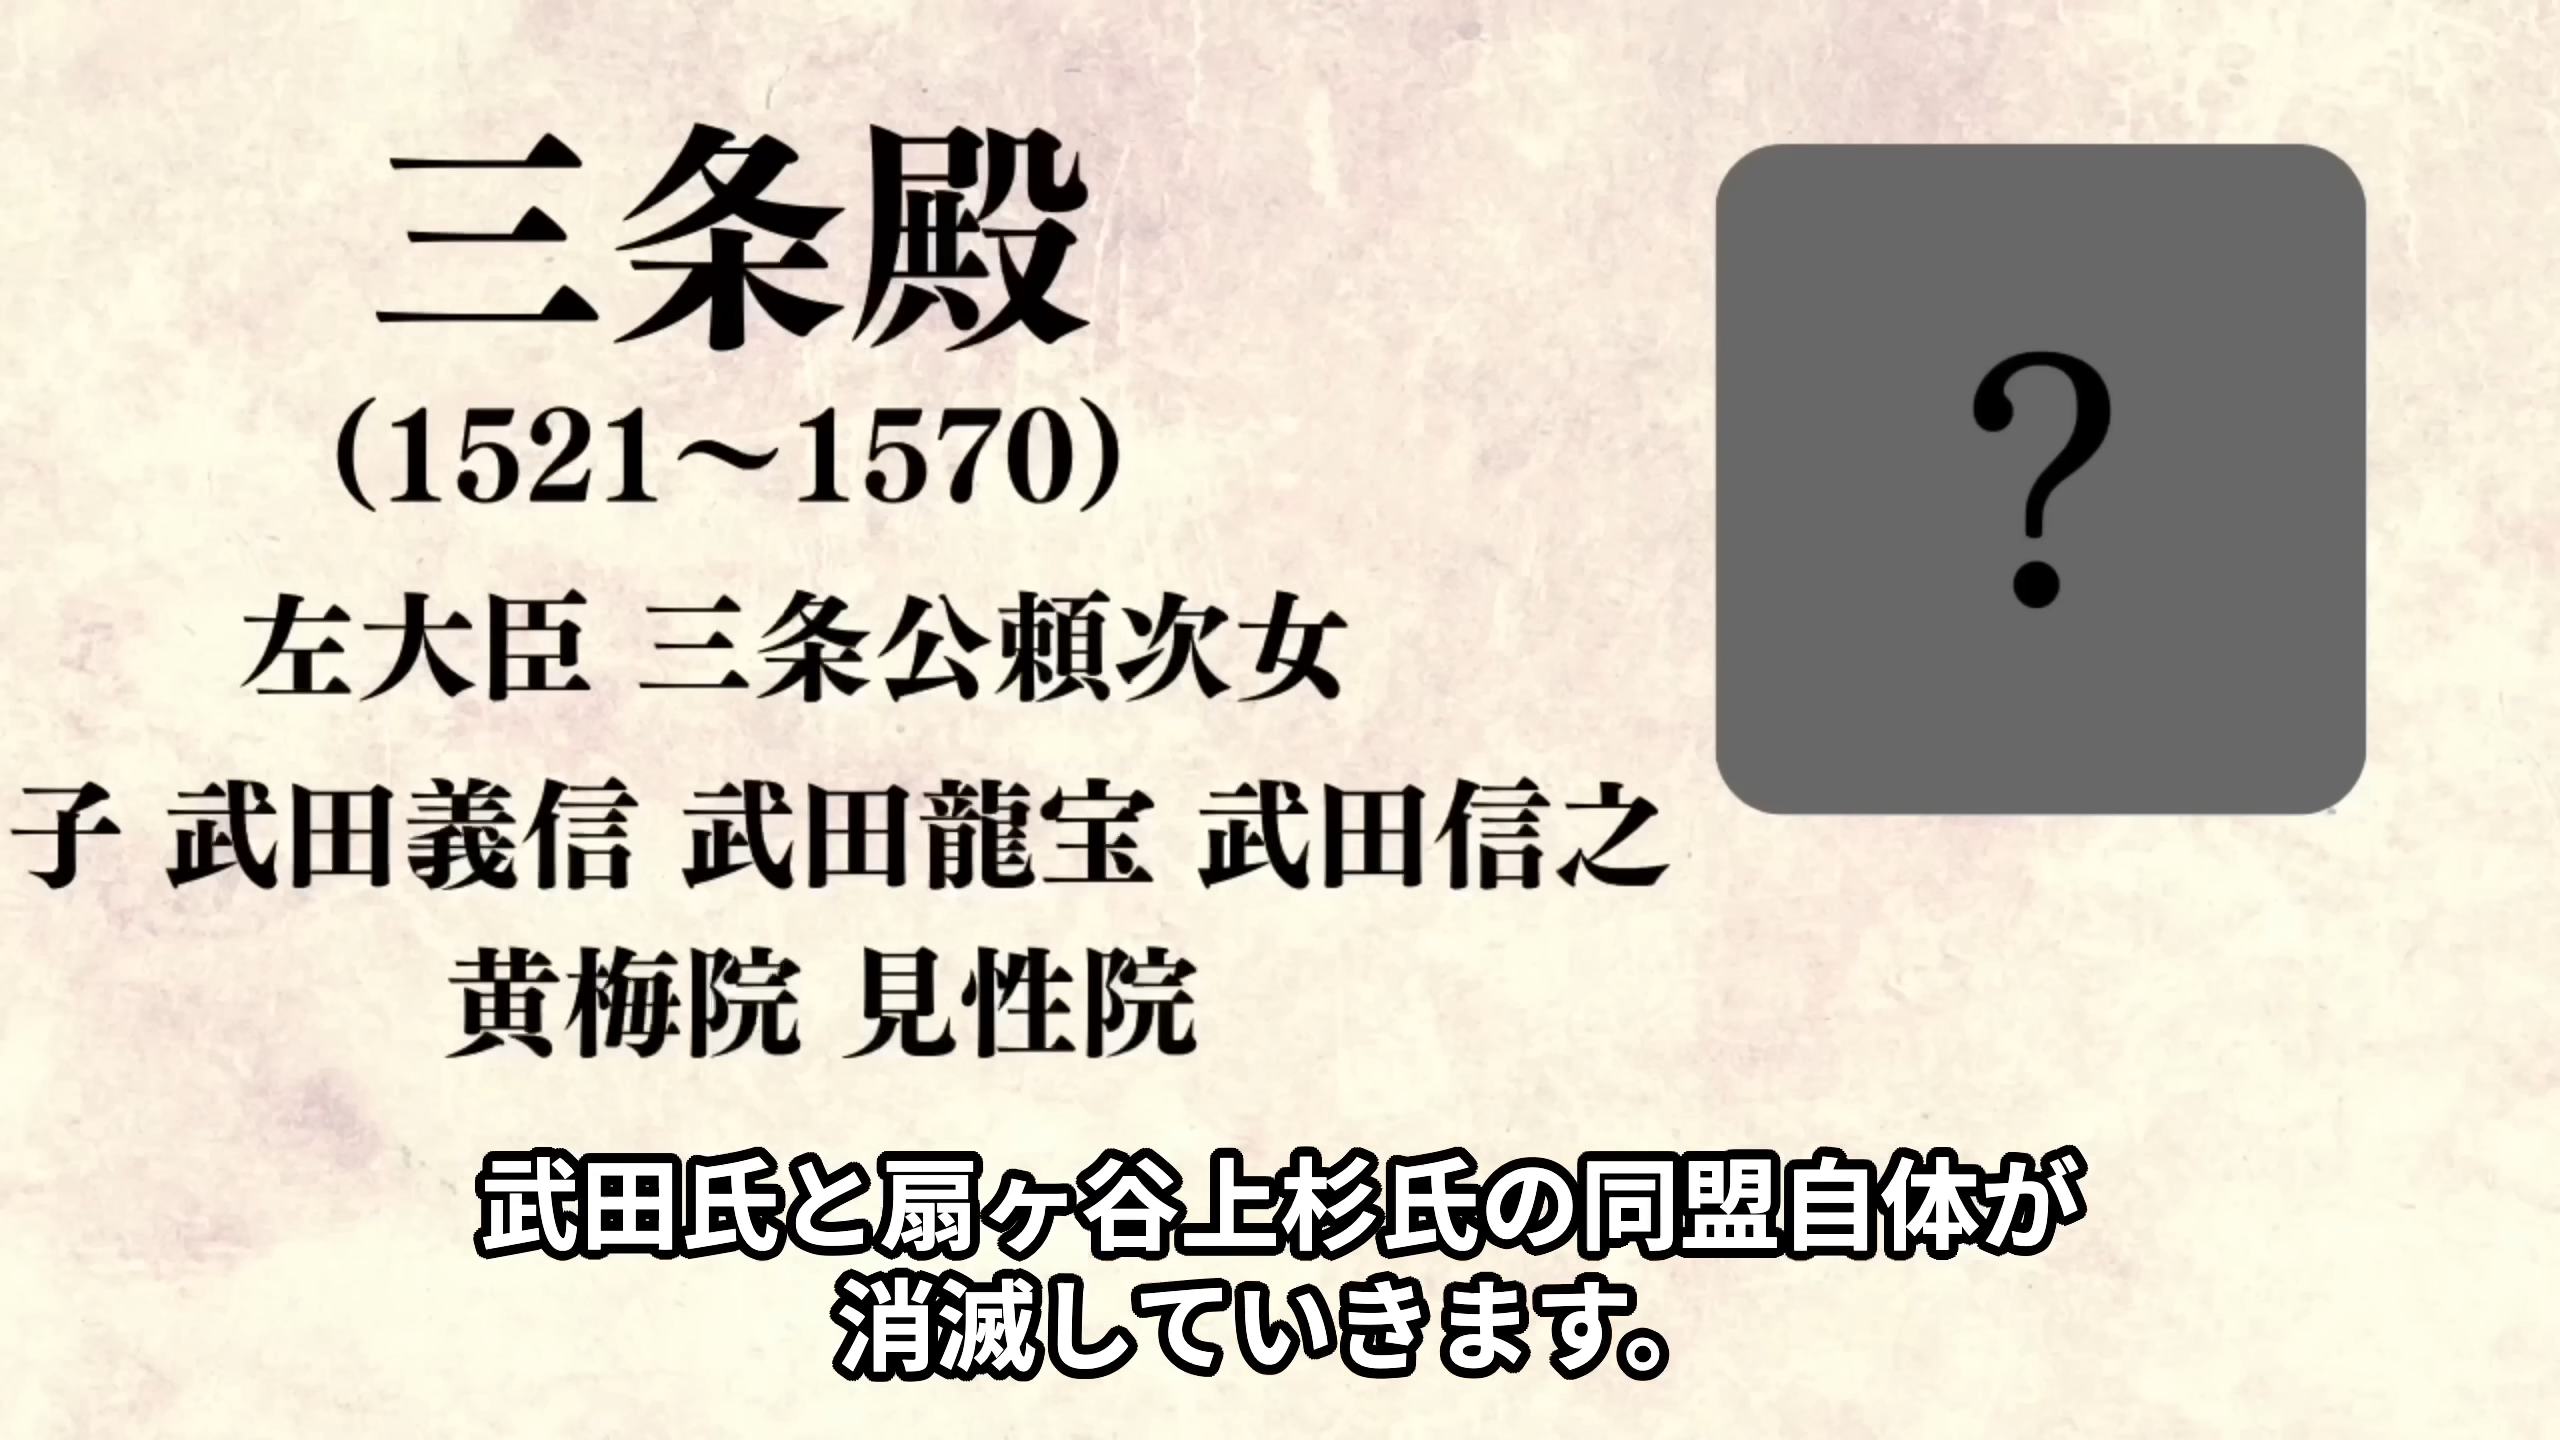 三条殿
(1521～1570)
左大臣 三条公頼次女
子 武田義信 武田龍宝 武田信之
黄梅院 見性院
?
武田氏と扇ヶ谷上杉氏の同盟自体が
消滅していきます。